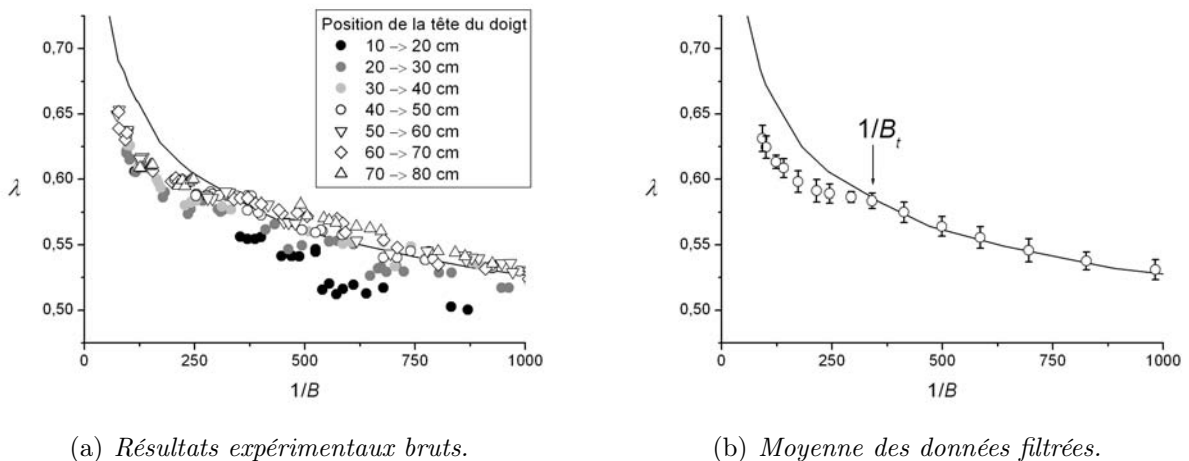 0,70
0,65
0,60
0,55
0,50
λ
0
250
500
750
1000
1/B
Position de la tête du doigt
10 –> 20 cm
20 –> 30 cm
30 –> 40 cm
40 –> 50 cm
50 –> 60 cm
60 –> 70 cm
70 –> 80 cm
(a) Résultats expérimentaux bruts.
0,70
0,65
0,60
0,55
0,50
λ
0
250
500
750
1000
1/B
1/Bt
(b) Moyenne des données filtrées.